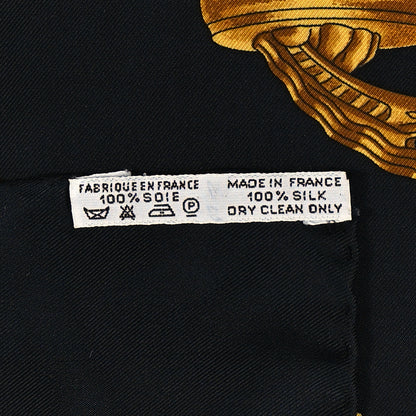 FABRIQUE EN FRANCE
100% SOIE
P
MADE IN FRANCE
100% SILK
DRY CLEAN ONLY